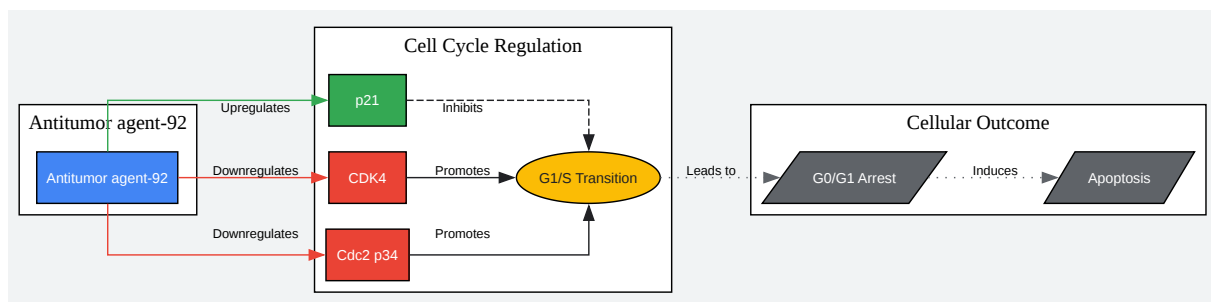 Cell Cycle Regulation
Antitumor agent-92
Cellular Outcome
p21
Upregulates
Inhibits
Antitumor agent-92
Downregulates
CDK4
Promotes
G1/S Transition
Leads to
G0/G1 Arrest
Induces
Apoptosis
Downregulates
Cdc2 p34
Promotes